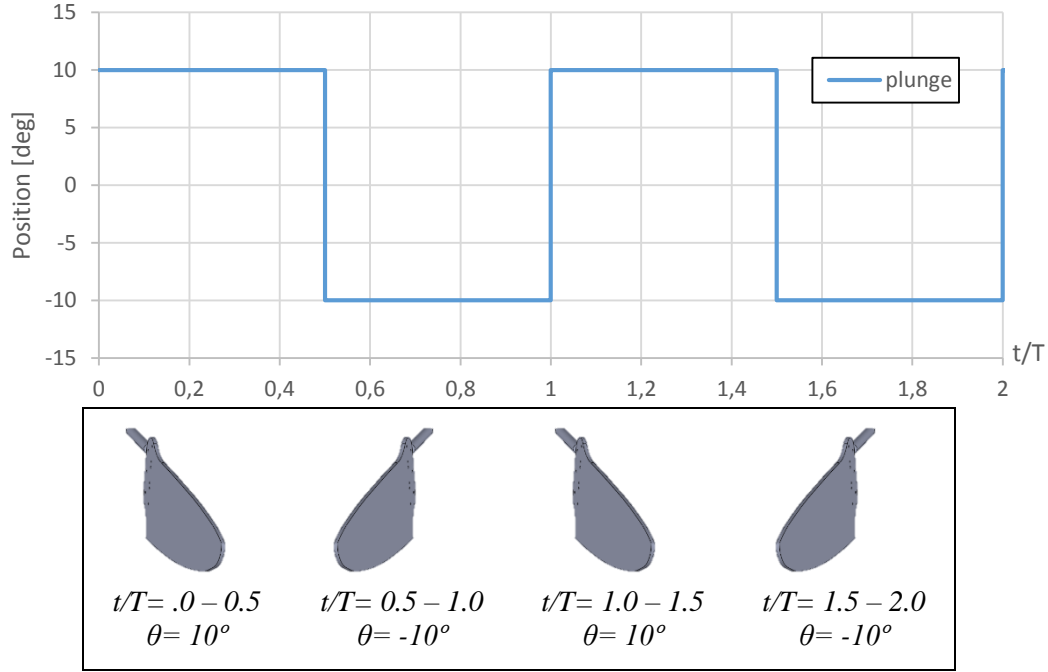 15
10
5
0
-5
-10
-15
Position [deg]
plunge
t/T
0 0,2 0,4 0,6 0,8 1 1,2 1,4 1,6 1,8 2
t/T= .0 – 0.5 t/T= 0.5 – 1.0 t/T= 1.0 – 1.5 t/T= 1.5 – 2.0
θ= 10º θ= -10º θ= 10º θ= -10º